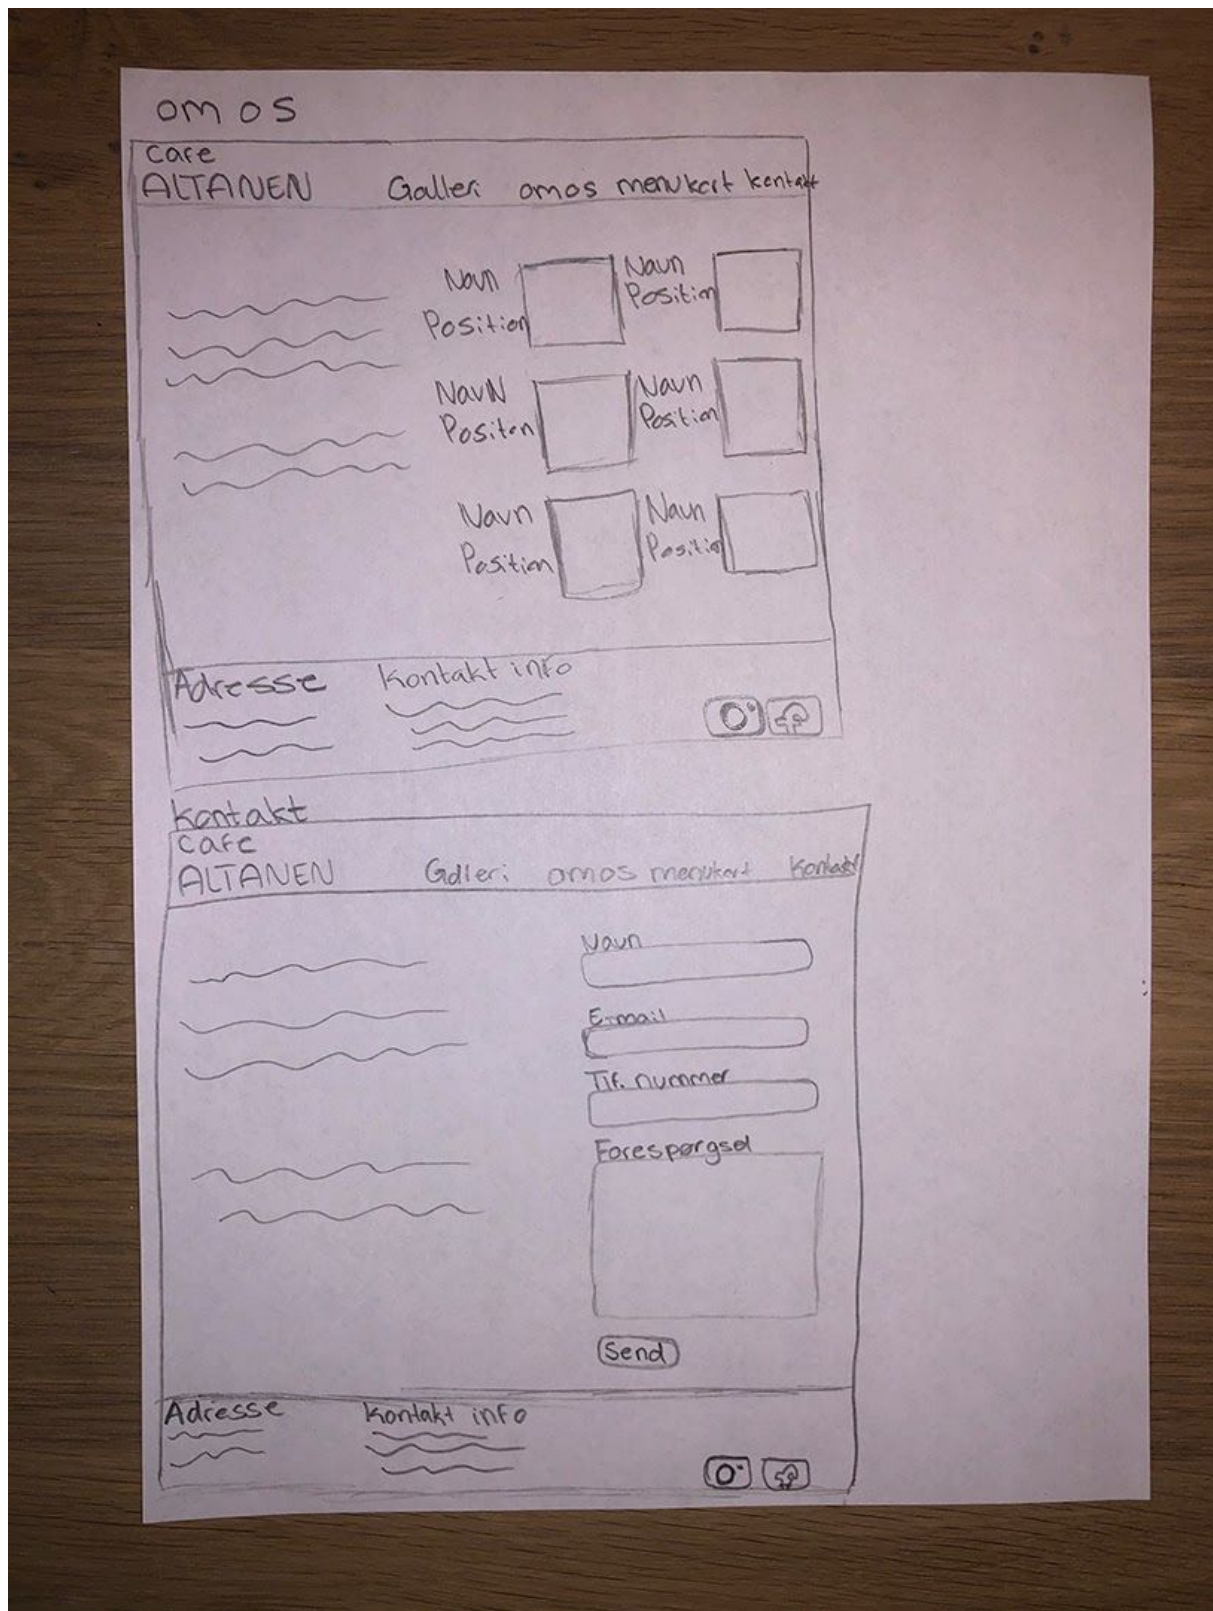 om os
Cafe
ALTANEN Galleri omos menukort kontakt
Navn Navn
Position Position
Navn Navn
Positon Position
Navn Navn
Position Position
Adresse Kontakt info
Kontakt
Cafe
ALTANEN Galleri omos menukort Kontakt
Navn
E-mail
Tlf. nummer
Forespørgsel
Send
Adresse Kontakt info